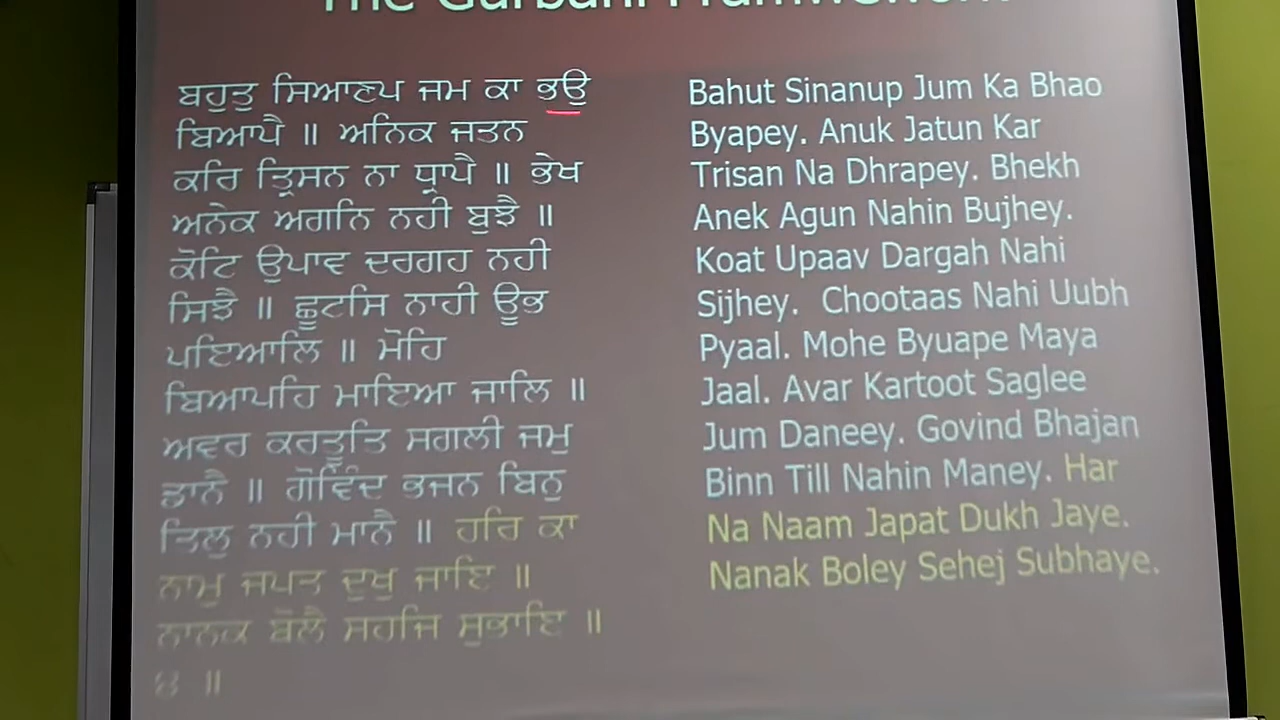 The Gurbani
ਬਹੁਤੁ ਸਿਆਣਪ ਜਮ ਕਾ ਭਉ
ਬਿਆਪੈ ॥ ਅਨਿਕ ਜਤਨ
ਕਰਿ ਤ੍ਰਿਸਨ ਨਾ ਧ੍ਰਾਪੈ ॥ ਭੇਖ
ਅਨੇਕ ਅਗਨਿ ਨਹੀ ਬੁਝੈ ॥
ਕੋਟਿ ਉਪਾਵ ਦਰਗਹ ਨਹੀ
ਸਿਝੈ ॥ ਛੂਟਸਿ ਨਾਹੀ ਊਭ
ਪਇਆਲਿ ॥ ਮੋਹਿ
ਬਿਆਪਹਿ ਮਾਇਆ ਜਾਲਿ ॥
ਅਵਰ ਕਰਤੂਤਿ ਸਗਲੀ ਜਮੁ
ਡਾਨੈ ॥ ਗੋਵਿੰਦ ਭਜਨ ਬਿਨੁ
ਤਿਲੁ ਨਹੀ ਮਾਨੈ ॥ ਹਰਿ ਕਾ
ਨਾਮੁ ਜਪਤ ਦੁਖੁ ਜਾਇ ॥
ਨਾਨਕ ਬੋਲੈ ਸਹਜਿ ਸੁਭਾਇ ॥
੪ ॥
Bahut Sinanup Jum Ka Bhao
Byapey. Anuk Jatun Kar
Trisan Na Dhrapey. Bhekh
Anek Agun Nahin Bujhey.
Koat Upaav Dargah Nahi
Sijhey. Chootaas Nahi Uubh
Pyaal. Mohe Byuape Maya
Jaal. Avar Kartoot Saglee
Jum Daneey. Govind Bhajan
Binn Till Nahin Maney. Har
Na Naam Japat Dukh Jaye.
Nanak Boley Sehej Subhaye.